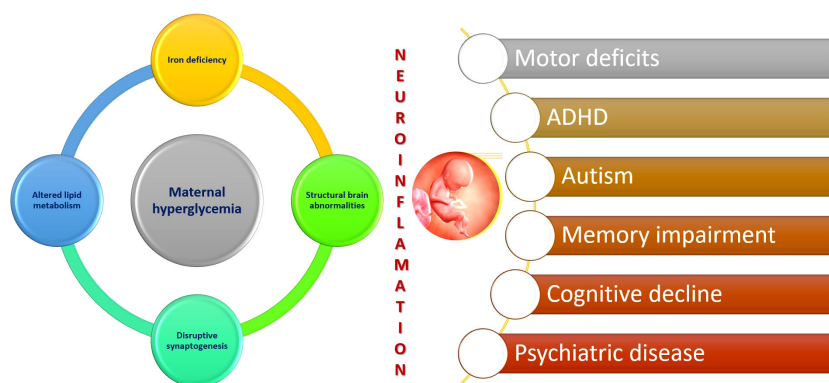 Iron deficiency
Altered lipid
metabolism
Maternal
hyperglycemia
Structural brain
abnormalities
Disruptive
synaptogenesis
NEUROINFLAMATION
Motor deficits
ADHD
Autism
Memory impairment
Cognitive decline
Psychiatric disease